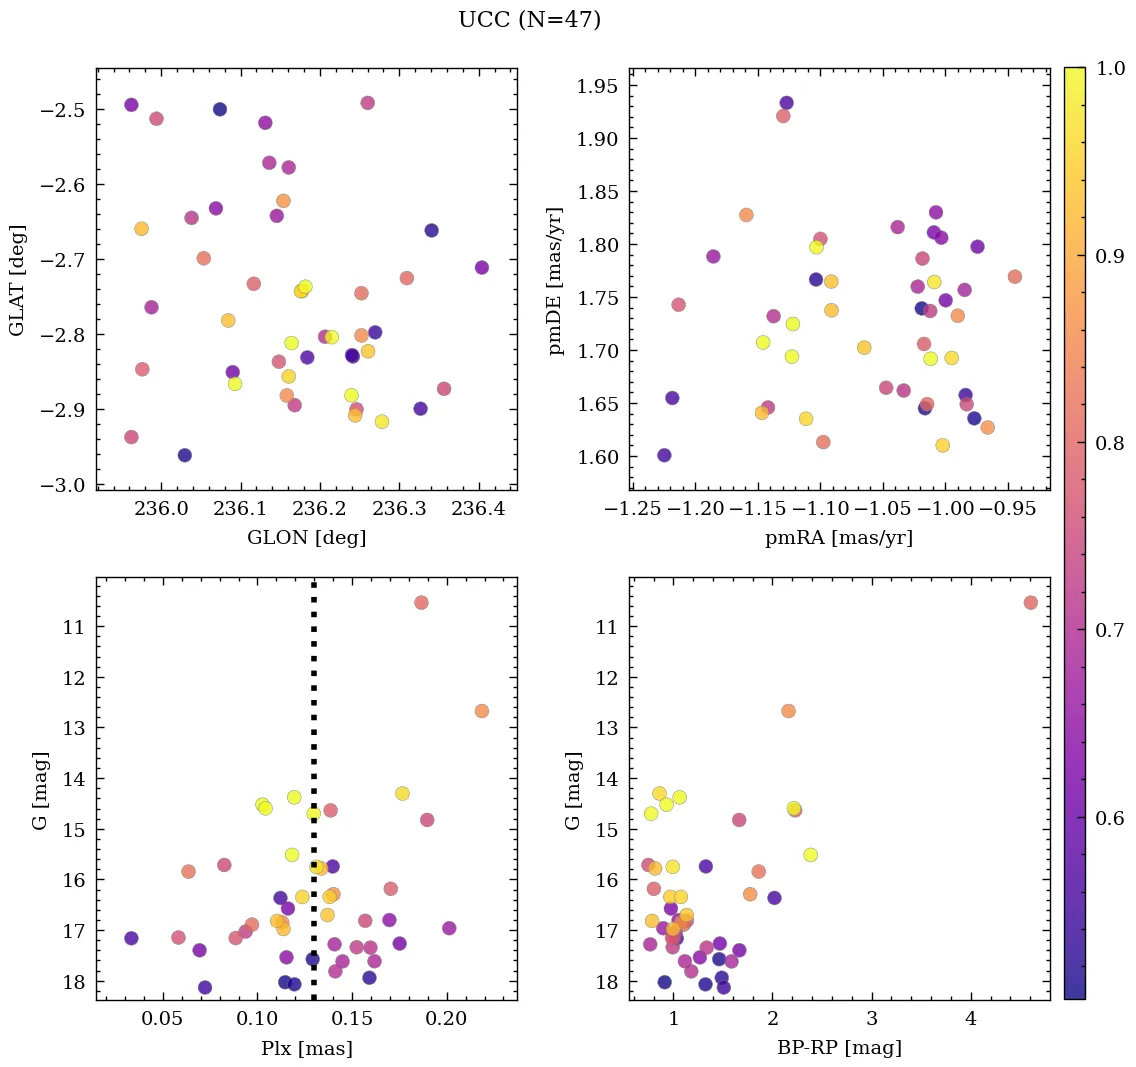 UCC (N=47)
−2.5
−2.6
−2.7
−2.8
−2.9
−3.0
GLAT [deg]
236.0 236.1 236.2 236.3 236.4
GLON [deg]
1.95
1.90
1.85
1.80
1.75
1.70
1.65
1.60
pmDE [mas/yr]
−1.25 −1.20 −1.15 −1.10 −1.05 −1.00 −0.95
pmRA [mas/yr]
1.0
0.9
0.8
0.7
0.6
11
12
13
14
15
16
17
18
G [mag]
0.05 0.10 0.15 0.20
Plx [mas]
11
12
13
14
15
16
17
18
G [mag]
1 2 3 4
BP-RP [mag]